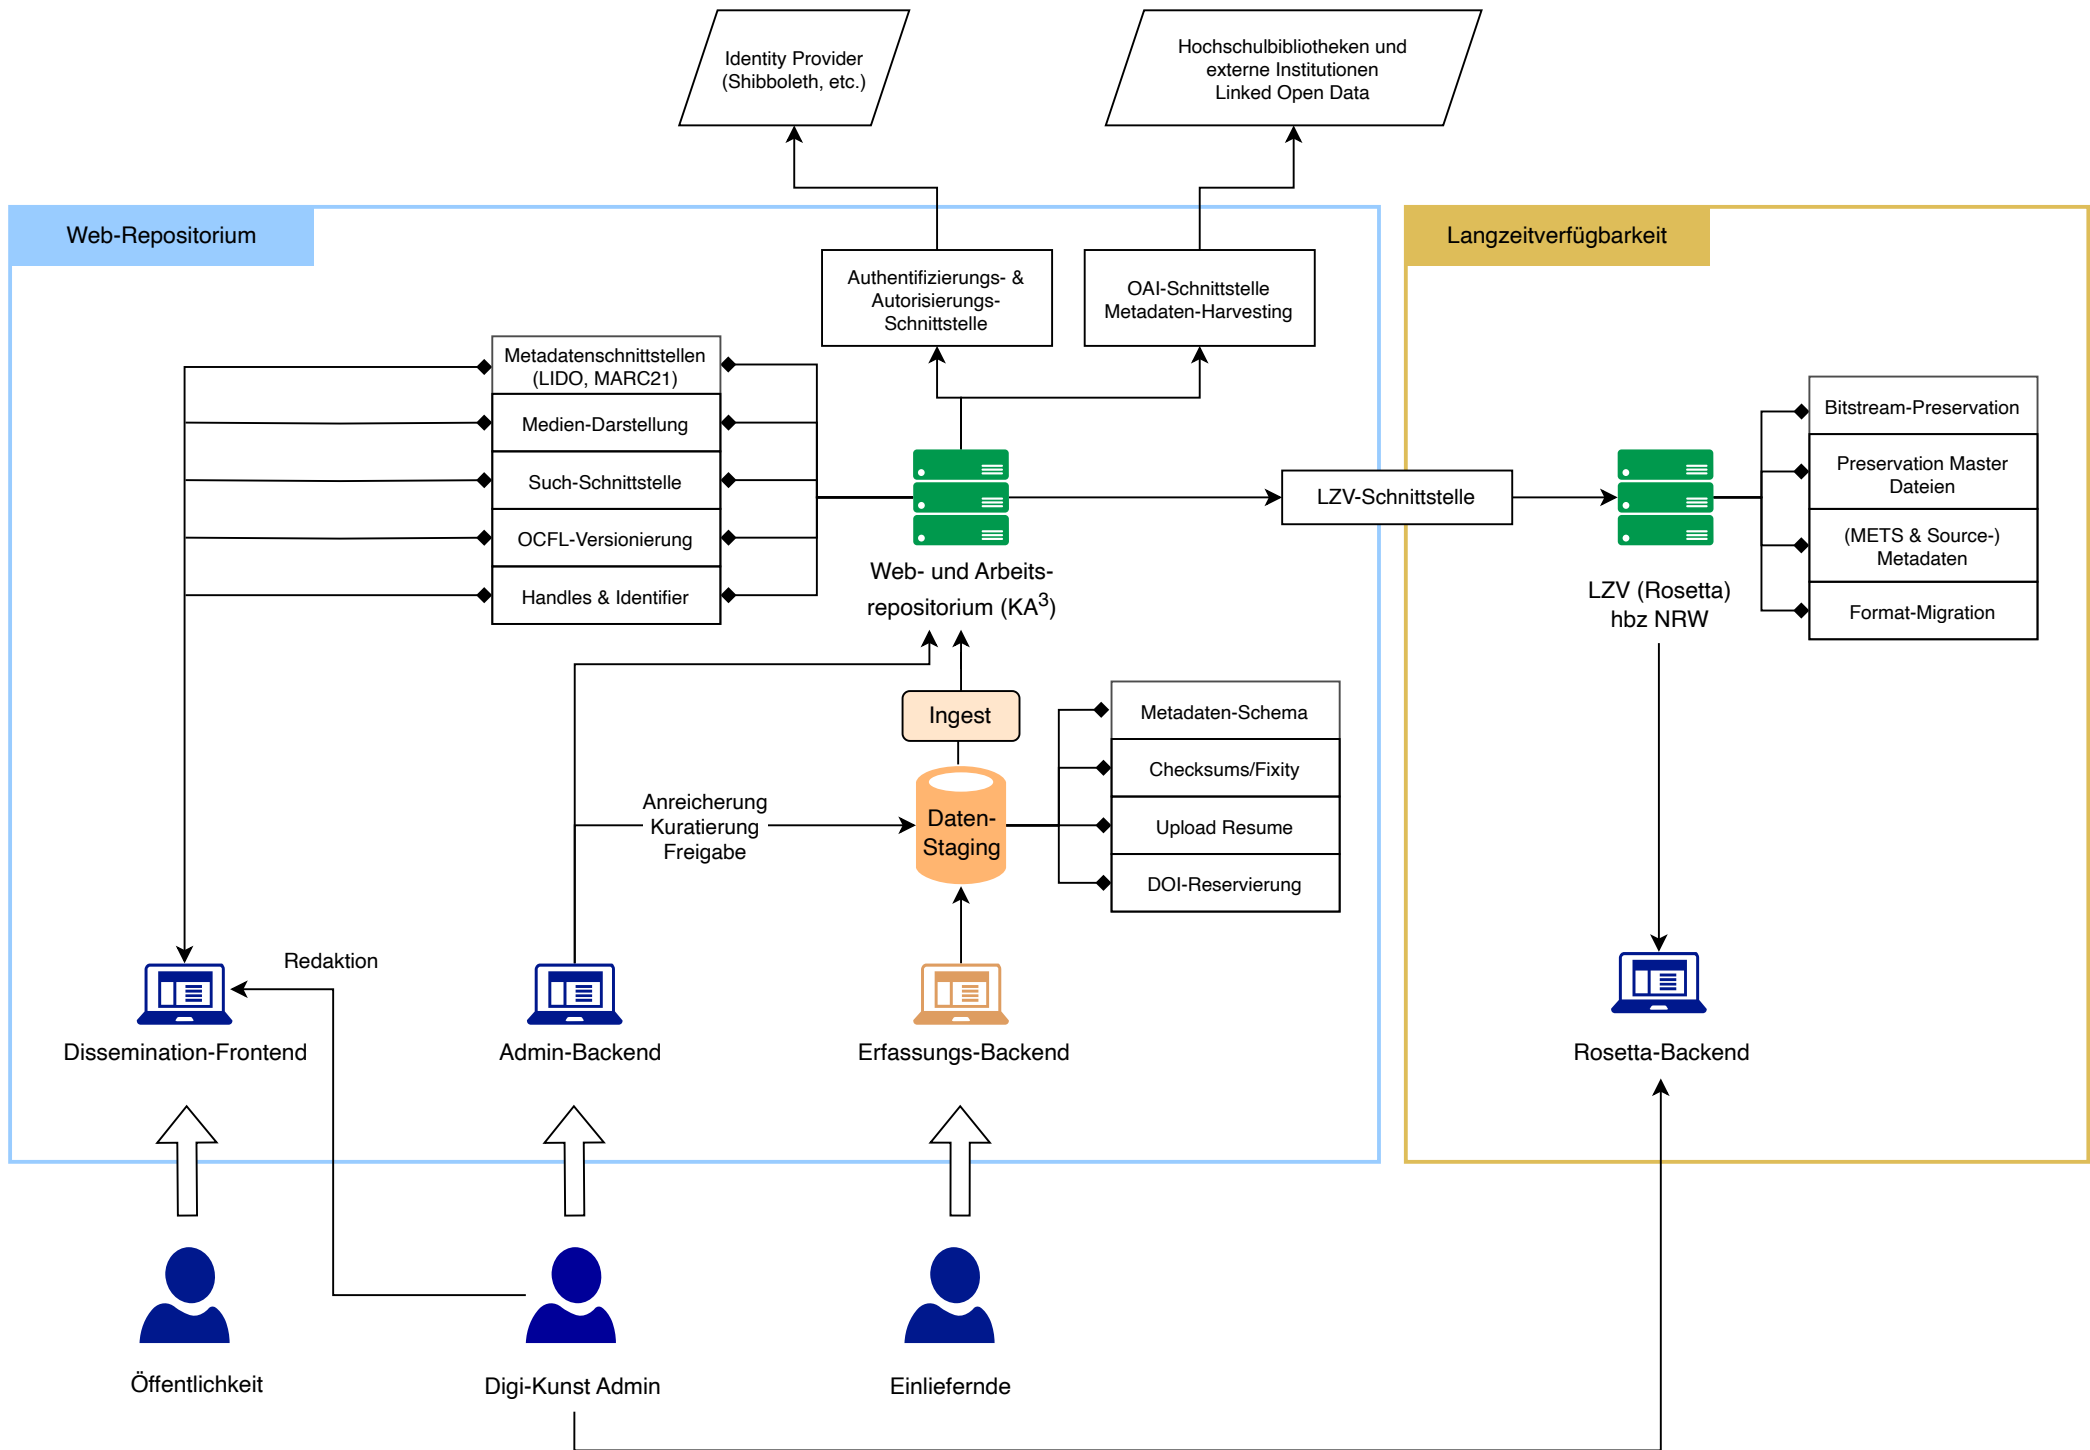 Identity Provider
(Shibboleth, etc.)
Hochschulbibliotheken und
externe Institutionen
Linked Open Data
Web-Repositorium
Langzeitverfügbarkeit
Authentifizierungs- &
Autorisierungs-
Schnittstelle
OAI-Schnittstelle
Metadaten-Harvesting
Metadatenschnittstellen
(LIDO, MARC21)
Medien-Darstellung
Such-Schnittstelle
OCFL-Versionierung
Handles & Identifier
Web- und Arbeits-
repositorium (KA³)
LZV-Schnittstelle
LZV (Rosetta)
hbz NRW
Bitstream-Preservation
Preservation Master
Dateien
(METS & Source-)
Metadaten
Format-Migration
Ingest
Metadaten-Schema
Checksums/Fixity
Upload Resume
DOI-Reservierung
Anreicherung
Kuratierung
Freigabe
Daten-
Staging
Redaktion
Dissemination-Frontend
Admin-Backend
Erfassungs-Backend
Rosetta-Backend
Öffentlichkeit
Digi-Kunst Admin
Einliefernde